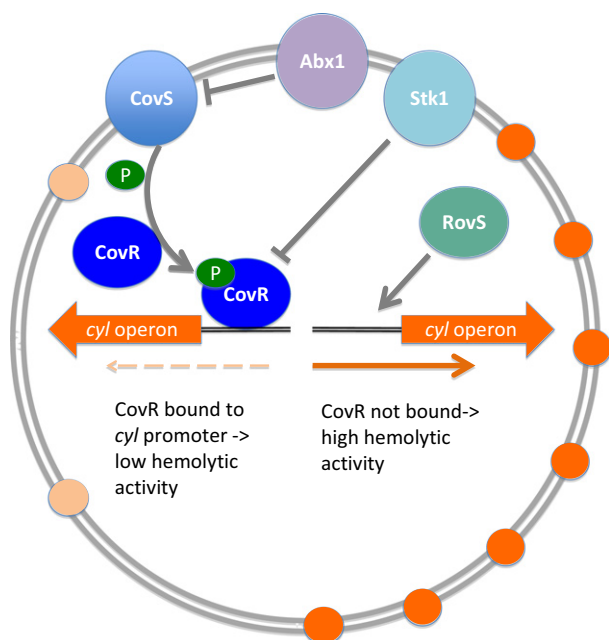 Abx1
CovS
Stk1
P
RovS
CovR
P
CovR
cyl operon
cyl operon
CovR bound to
cyl promoter ->
low hemolytic
activity
CovR not bound->
high hemolytic
activity